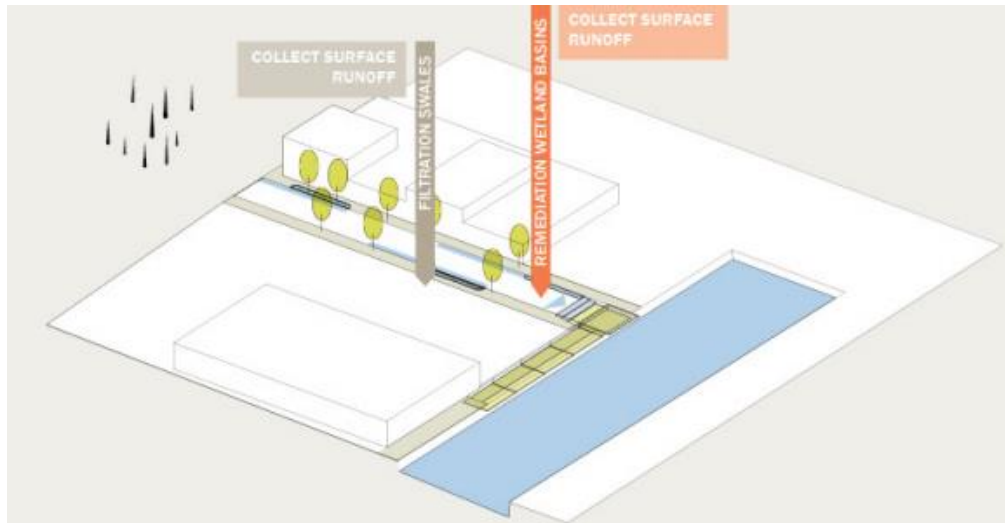 COLLECT SURFACE
RUNOFF
FILTRATION SWALES
REMEDIATION WETLAND BASINS
COLLECT SURFACE
RUNOFF